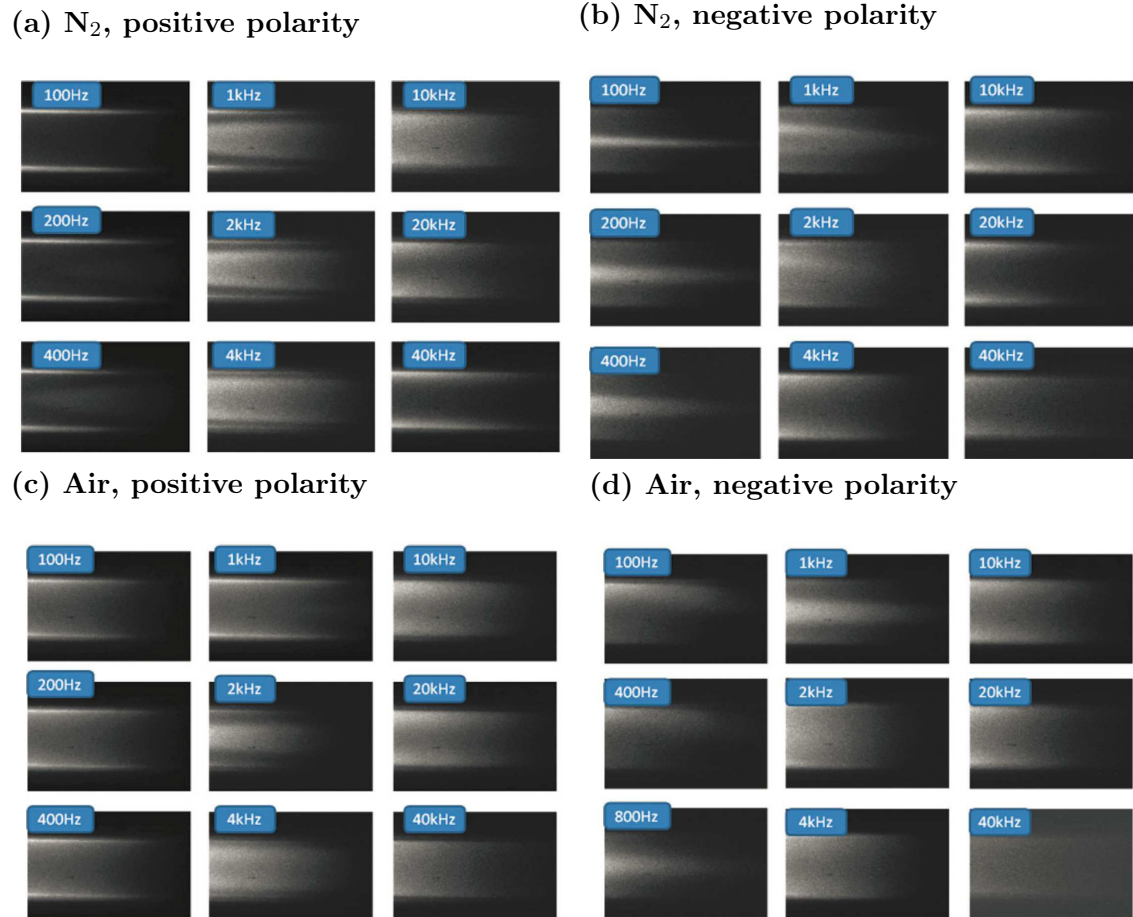 (a) N₂, positive polarity
100Hz 1kHz 10kHz
200Hz 2kHz 20kHz
400Hz 4kHz 40kHz
(b) N₂, negative polarity
100Hz 1kHz 10kHz
200Hz 2kHz 20kHz
400Hz 4kHz 40kHz
(c) Air, positive polarity
100Hz 1kHz 10kHz
200Hz 2kHz 20kHz
400Hz 4kHz 40kHz
(d) Air, negative polarity
100Hz 1kHz 10kHz
400Hz 2kHz 20kHz
800Hz 4kHz 40kHz